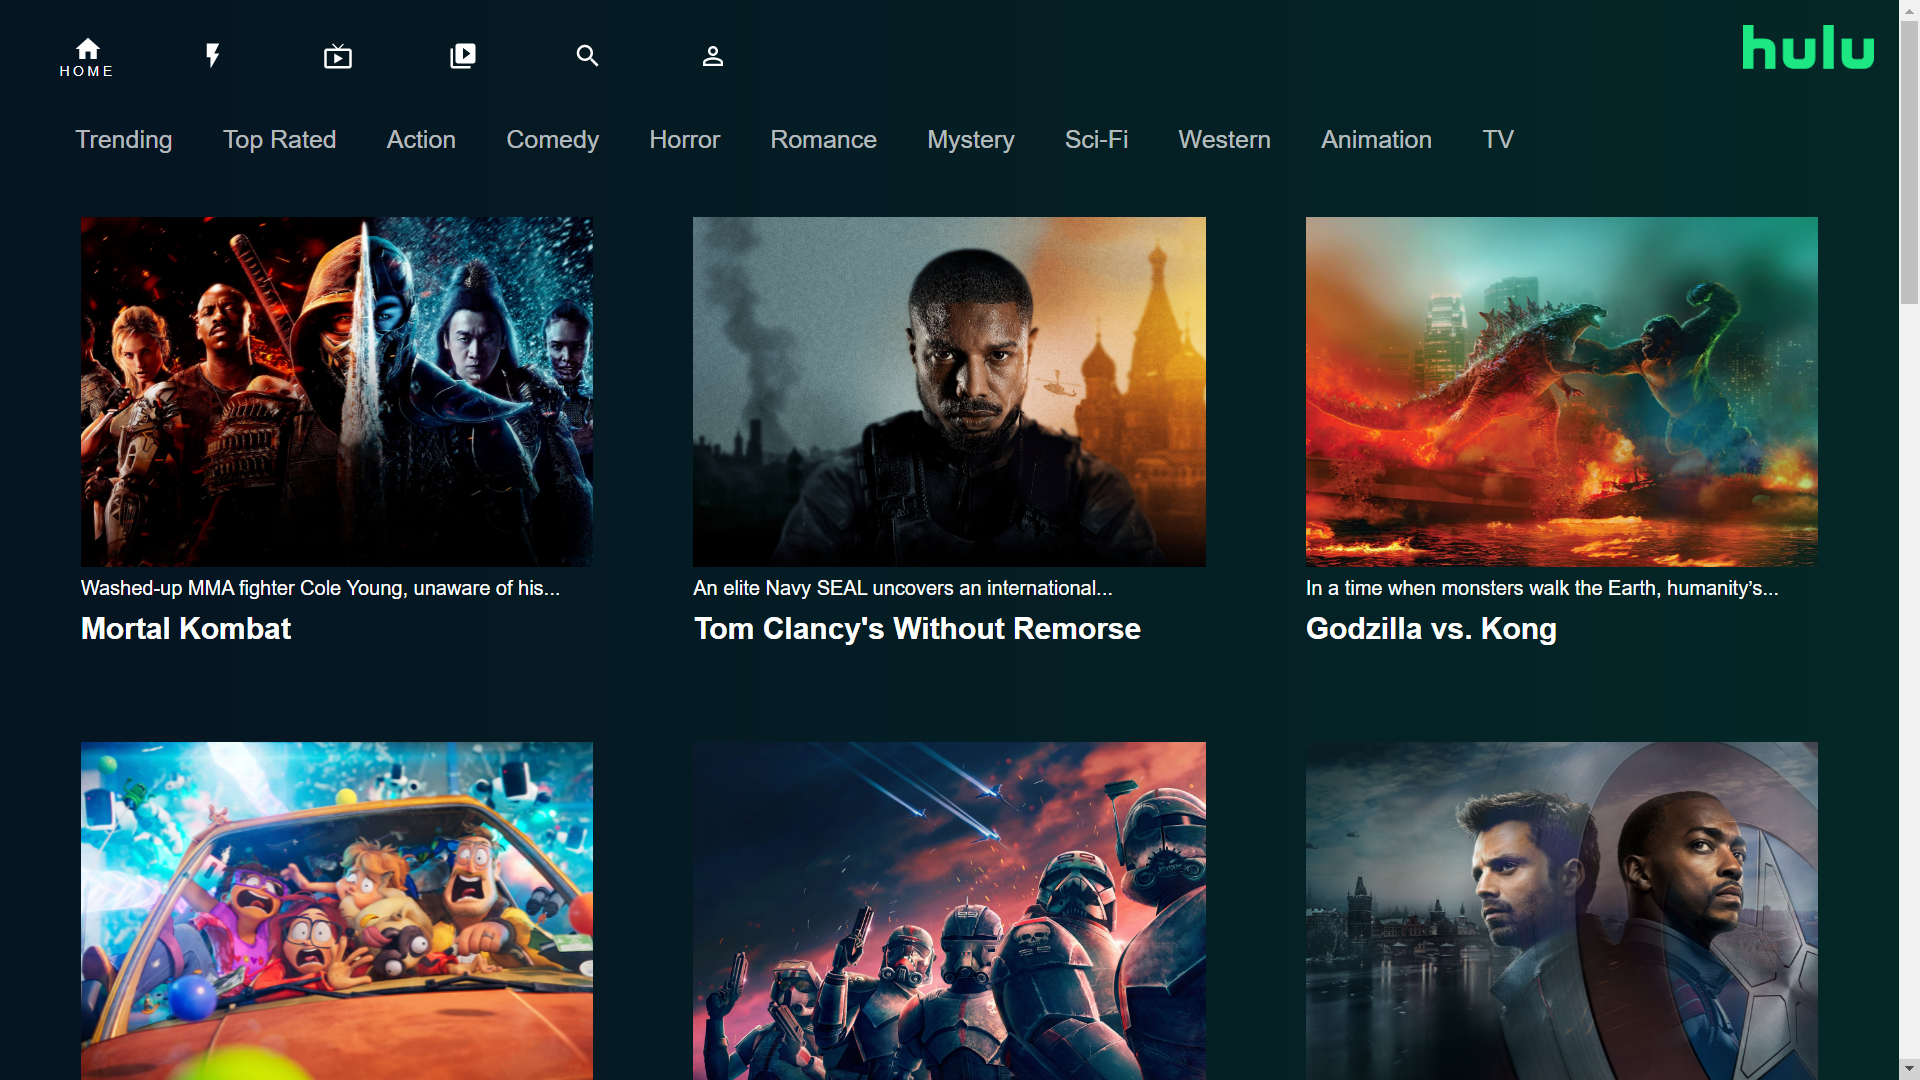 HOME
hulu
Trending Top Rated Action Comedy Horror Romance Mystery Sci-Fi Western Animation TV
Washed-up MMA fighter Cole Young, unaware of his...
Mortal Kombat
An elite Navy SEAL uncovers an international...
Tom Clancy's Without Remorse
In a time when monsters walk the Earth, humanity’s...
Godzilla vs. Kong